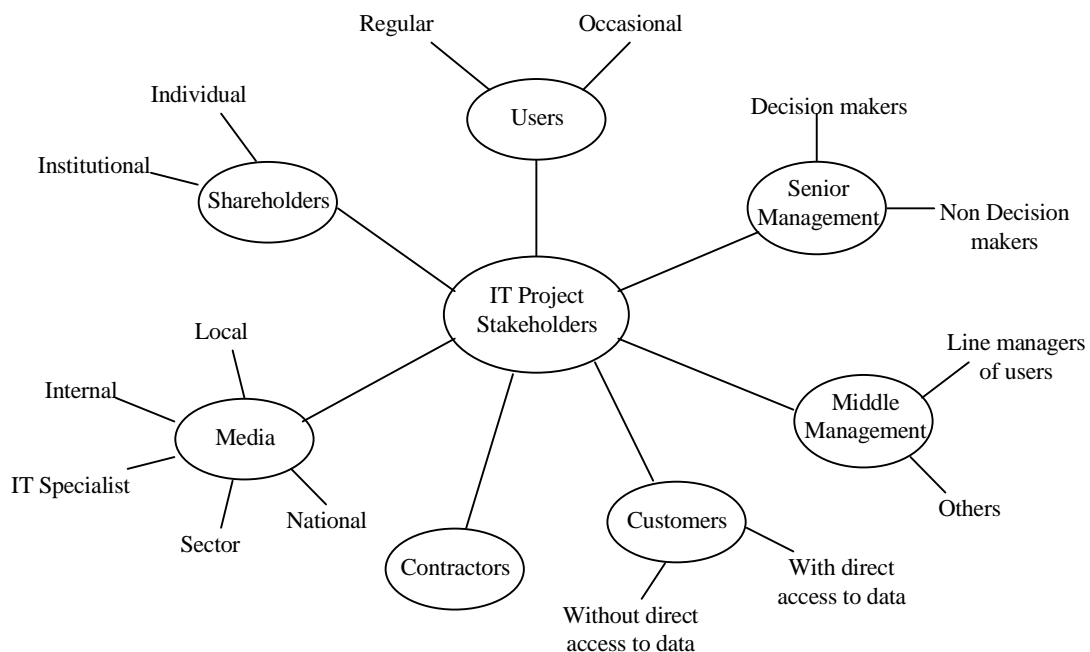 Regular
Occasional
Users
Individual
Institutional
Shareholders
Decision makers
Senior
Management
Non Decision
makers
IT Project
Stakeholders
Local
Internal
Media
IT Specialist
Sector
National
Line managers
of users
Middle
Management
Others
Contractors
Customers
With direct
access to data
Without direct
access to data